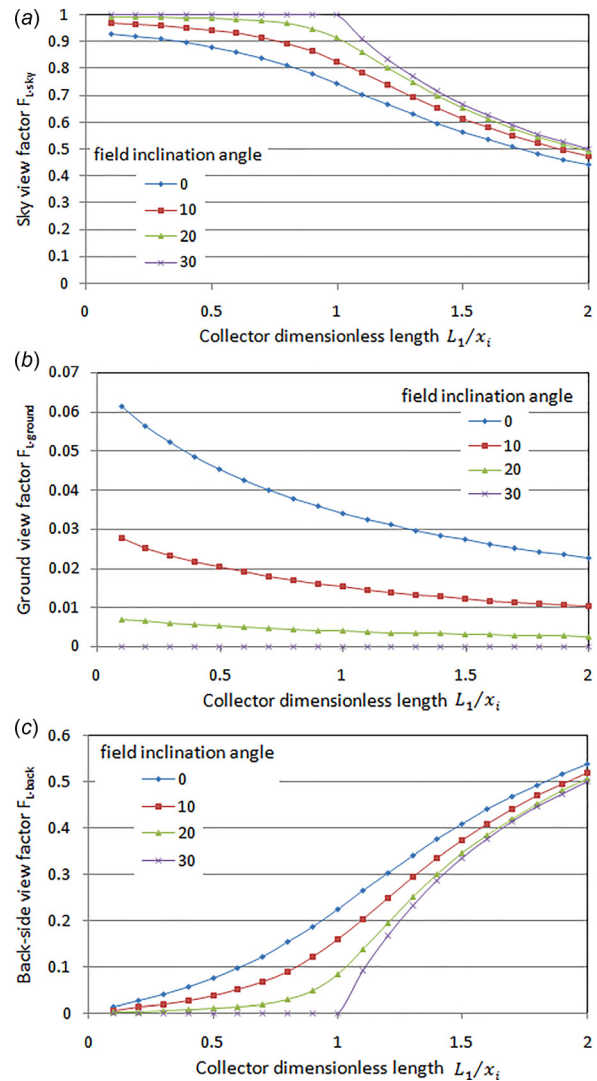 (a)
1
0.9
0.8
0.7
0.6
0.5
0.4
0.3
0.2
0.1
0
Sky view factor F_L-sky
field inclination angle
0
10
20
30
0 0.5 1 1.5 2
Collector dimensionless length L₁/xᵢ
(b)
0.07
0.06
0.05
0.04
0.03
0.02
0.01
0
Ground view factor F_L-ground
field inclination angle
0
10
20
30
0 0.5 1 1.5 2
Collector dimensionless length L₁/xᵢ
(c)
0.6
0.5
0.4
0.3
0.2
0.1
0
Back-side view factor F_L-back
field inclination angle
0
10
20
30
0 0.5 1 1.5 2
Collector dimensionless length L₁/xᵢ